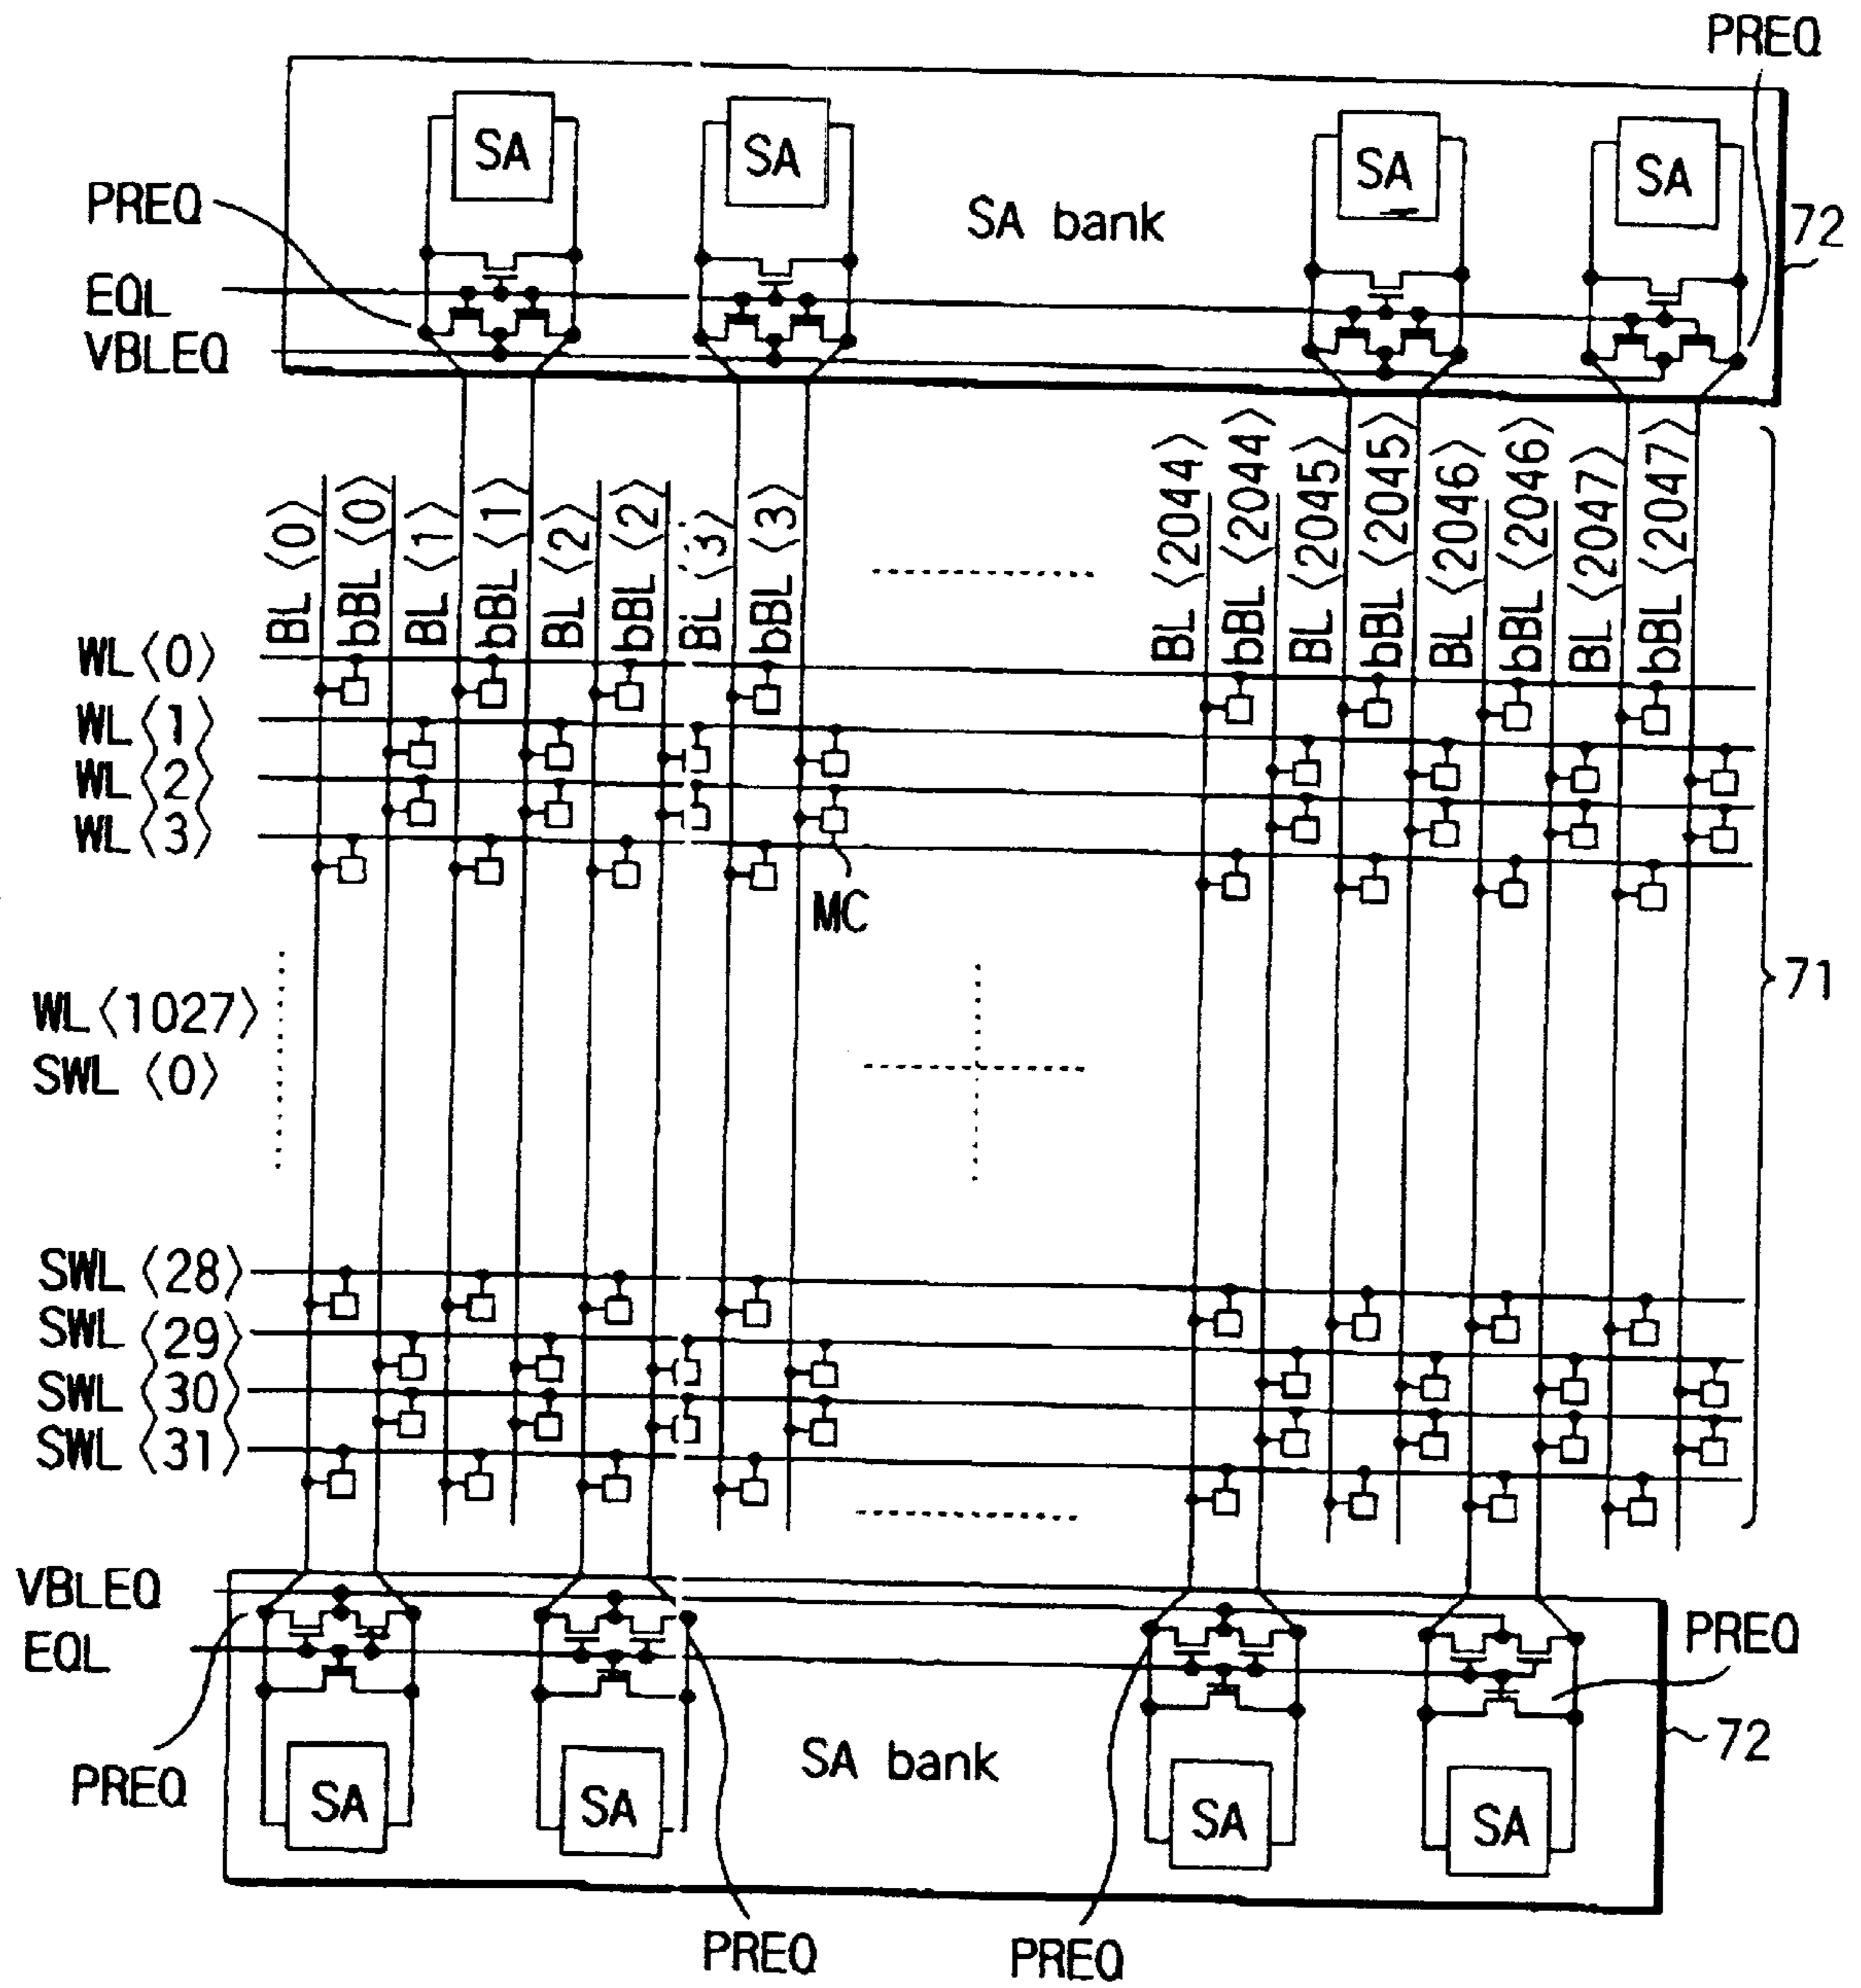 PREQ
SA
SA
SA
SA
PREQ
SA bank
72
EQL
VBLEQ
BL〈0〉
bBL〈0〉
BL〈1〉
bBL〈1〉
BL〈2〉
bBL〈2〉
BL〈3〉
bBL〈3〉
BL〈2044〉
bBL〈2044〉
BL〈2045〉
bBL〈2045〉
BL〈2046〉
bBL〈2046〉
BL〈2047〉
bBL〈2047〉
WL〈0〉
WL〈1〉
WL〈2〉
WL〈3〉
MC
71
WL〈1027〉
SWL〈0〉
SWL〈28〉
SWL〈29〉
SWL〈30〉
SWL〈31〉
VBLEQ
EQL
PREQ
72
PREQ
SA bank
SA
SA
SA
SA
PREQ
PREQ